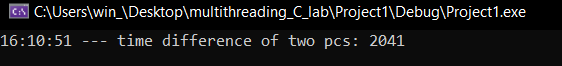 C:\Users\win_\Desktop\multithreading_C_lab\Project1\Debug\Project1.exe
16:10:51 --- time difference of two pcs: 2041